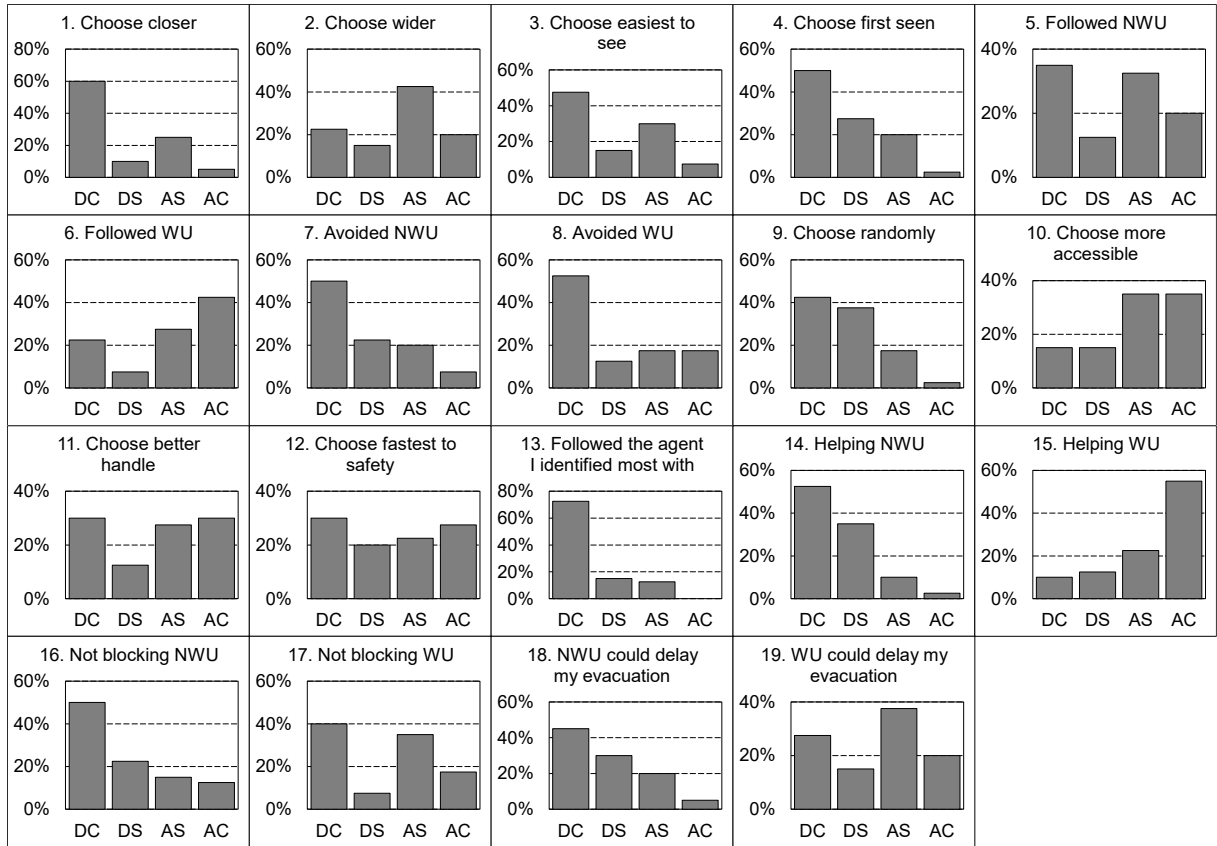 1. Choose closer
80%
60%
40%
20%
0%
DC DS AS AC
2. Choose wider
60%
40%
20%
0%
DC DS AS AC
3. Choose easiest to
see
60%
40%
20%
0%
DC DS AS AC
4. Choose first seen
60%
40%
20%
0%
DC DS AS AC
5. Followed NWU
40%
20%
0%
DC DS AS AC
6. Followed WU
60%
40%
20%
0%
DC DS AS AC
7. Avoided NWU
60%
40%
20%
0%
DC DS AS AC
8. Avoided WU
60%
40%
20%
0%
DC DS AS AC
9. Choose randomly
60%
40%
20%
0%
DC DS AS AC
10. Choose more
accessible
40%
20%
0%
DC DS AS AC
11. Choose better
handle
40%
20%
0%
DC DS AS AC
12. Choose fastest to
safety
40%
20%
0%
DC DS AS AC
13. Followed the agent
I identified most with
80%
60%
40%
20%
0%
DC DS AS AC
14. Helping NWU
60%
40%
20%
0%
DC DS AS AC
15. Helping WU
60%
40%
20%
0%
DC DS AS AC
16. Not blocking NWU
60%
40%
20%
0%
DC DS AS AC
17. Not blocking WU
60%
40%
20%
0%
DC DS AS AC
18. NWU could delay
my evacuation
60%
40%
20%
0%
DC DS AS AC
19. WU could delay my
evacuation
40%
20%
0%
DC DS AS AC